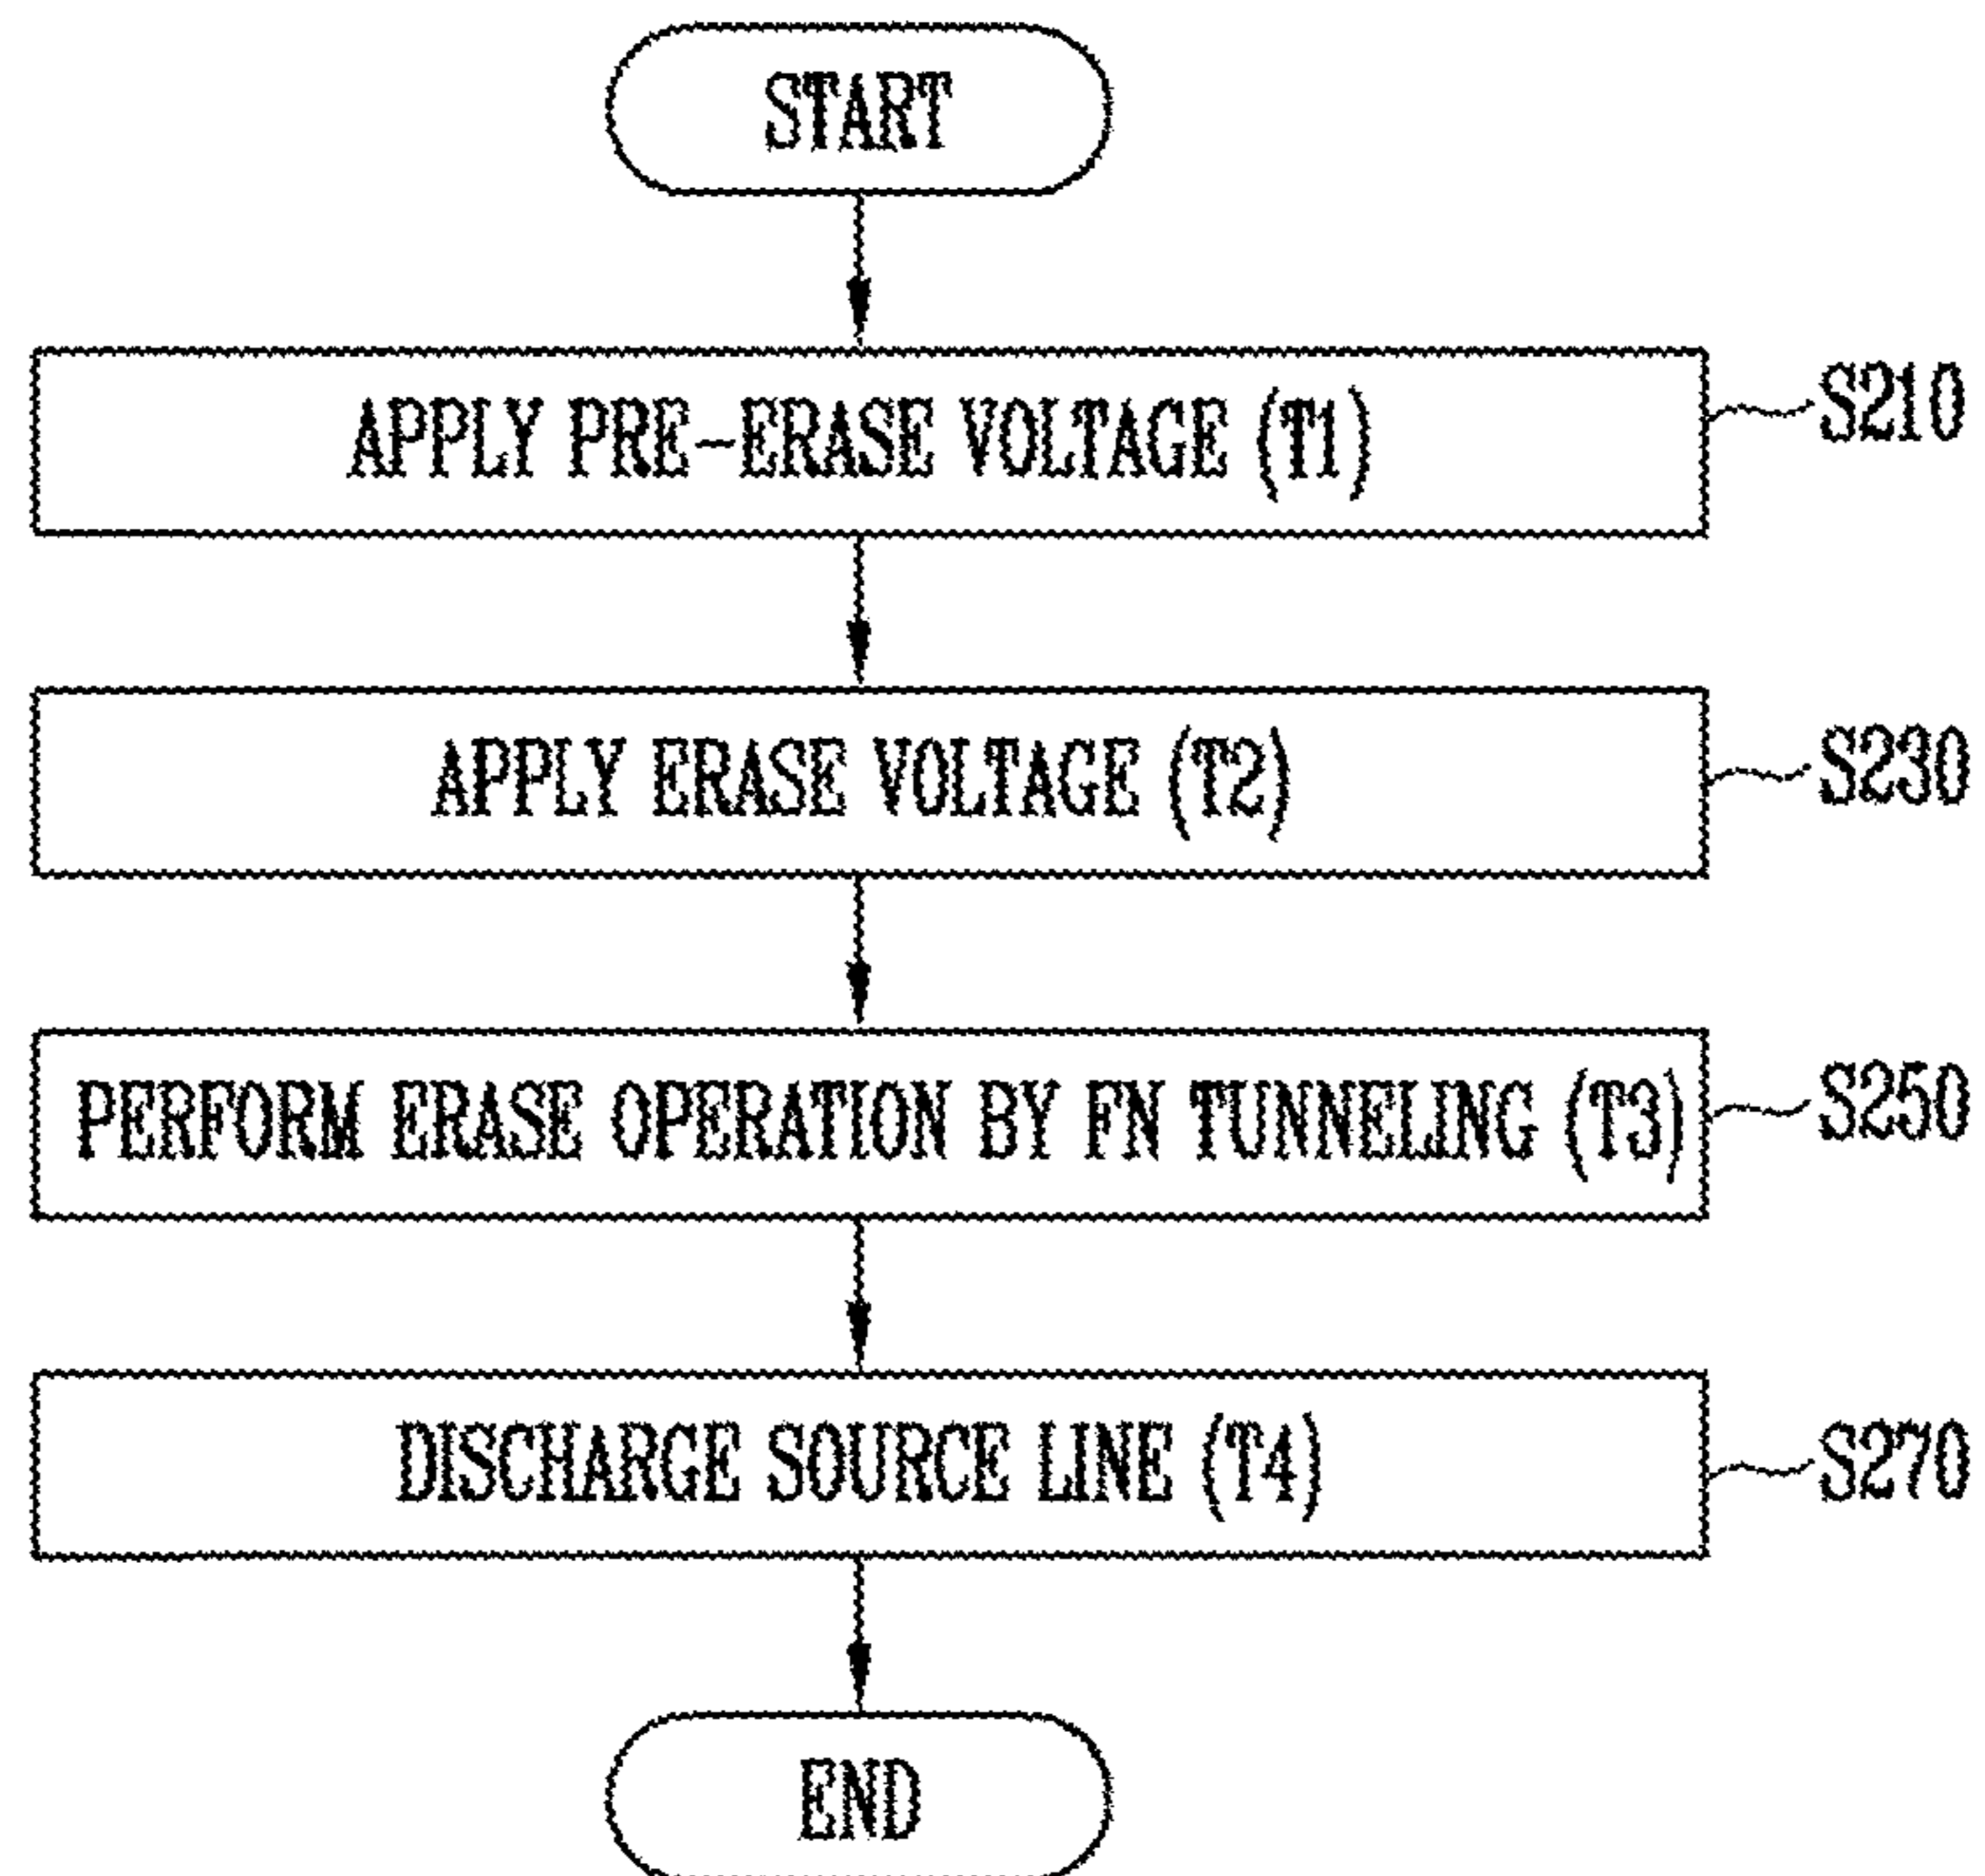 START
APPLY PRE-ERASE VOLTAGE (T1)
S210
APPLY ERASE VOLTAGE (T2)
S230
PERFORM ERASE OPERATION BY FN TUNNELING (T3)
S250
DISCHARGE SOURCE LINE (T4)
S270
END